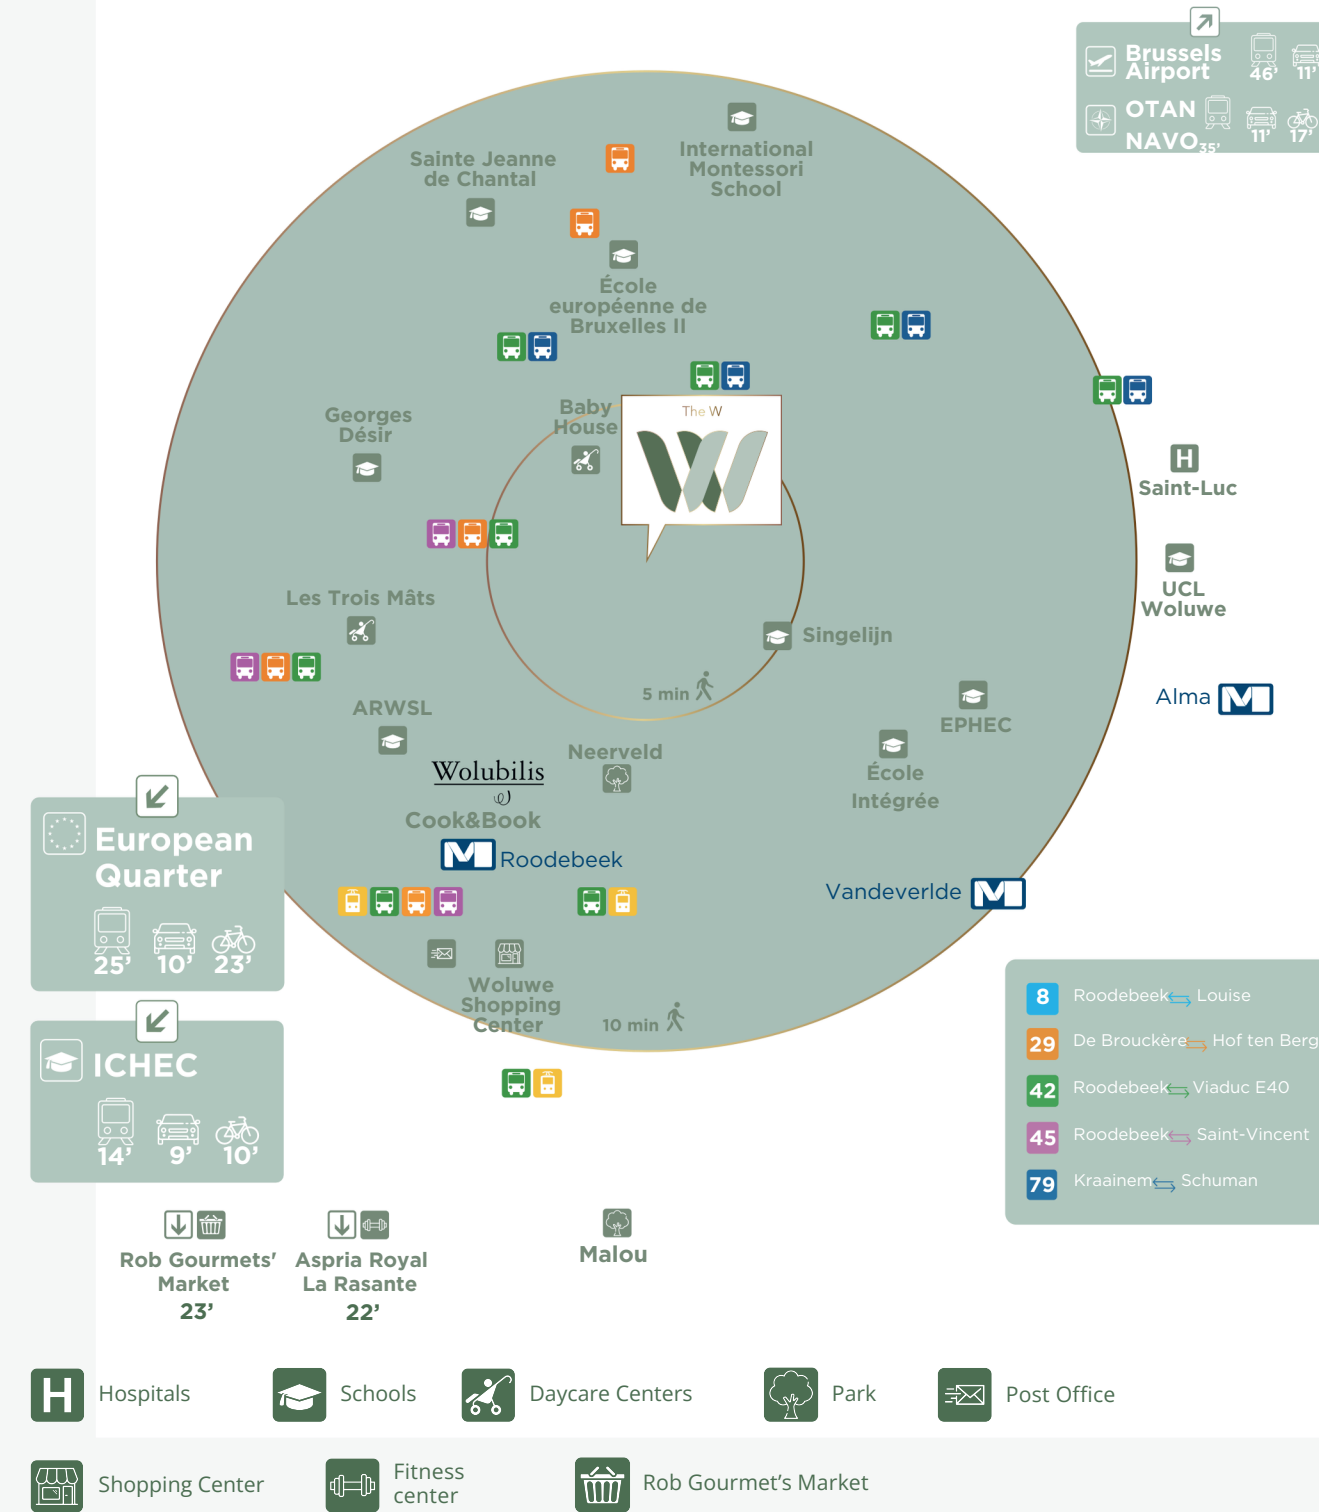 Brussels
Airport
46'
11'
OTAN
NAVO
35'
11'
17'
International
Montessori
School
Sainte Jeanne
de Chantal
École
européenne de
Bruxelles II
Georges
Désir
Baby
House
The W
W
H
Saint-Luc
UCL
Woluwe
Les Trois Mâts
Singelijn
5 min
Alma M
ARWSL
EPHEC
Neerveld
Wolubilis
École
Intégrée
Cook&Book
M Roodebeek
Vandeverlde M
European
Quarter
25'
10'
23'
Woluwe
Shopping
Center
10 min
ICHEC
14'
9'
10'
8 Roodebeek Louise
29 De Brouckère Hof ten Berg
42 Roodebeek Viaduc E40
45 Roodebeek Saint-Vincent
79 Kraainem Schuman
Rob Gourmets'
Market
23'
Aspria Royal
La Rasante
22'
Malou
H Hospitals
Schools
Daycare Centers
Park
Post Office
Shopping Center
Fitness
center
Rob Gourmet's Market